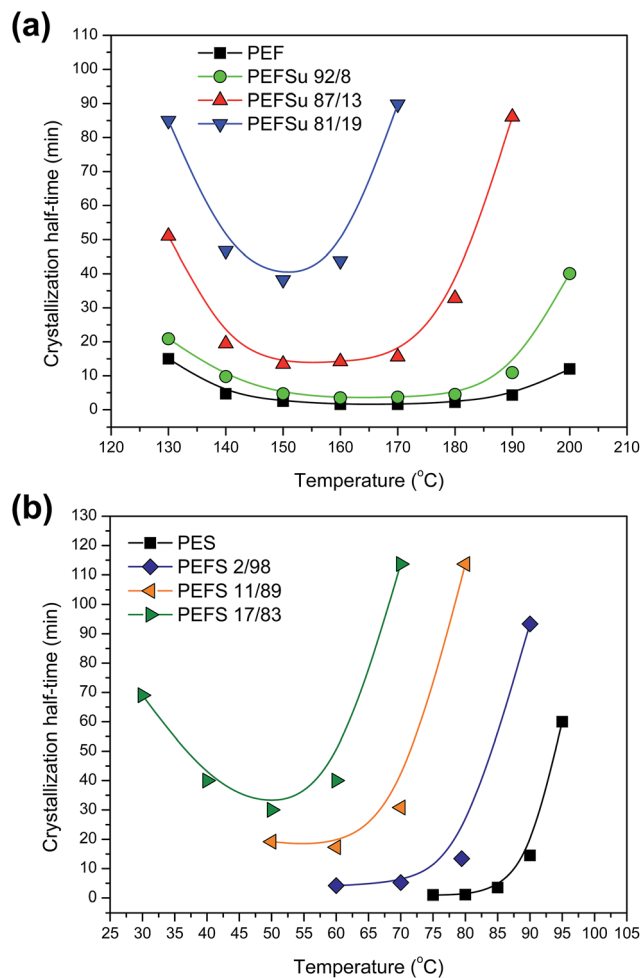 (a)
110
100
90
80
70
60
50
40
30
20
10
0
Crystallization half-time (min)
PEF
PEFSu 92/8
PEFSu 87/13
PEFSu 81/19
120 130 140 150 160 170 180 190 200 210
Temperature (°C)
(b)
130
120
110
100
90
80
70
60
50
40
30
20
10
0
Crystallization half-time (min)
PES
PEFS 2/98
PEFS 11/89
PEFS 17/83
25 30 35 40 45 50 55 60 65 70 75 80 85 90 95 100 105
Temperature (°C)